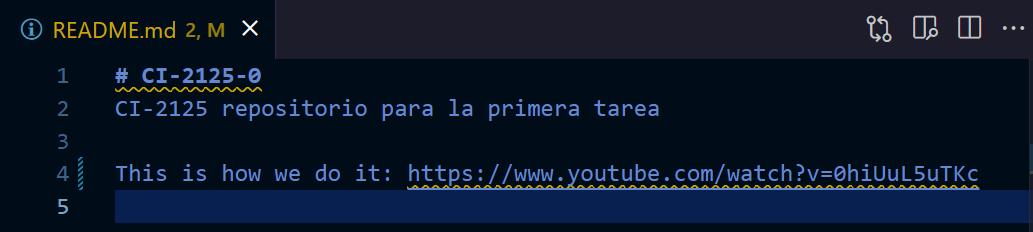 README.md 2, M
1 # CI-2125-0
2 CI-2125 repositorio para la primera tarea
3
4 This is how we do it: https://www.youtube.com/watch?v=0hiUuL5uTKc
5